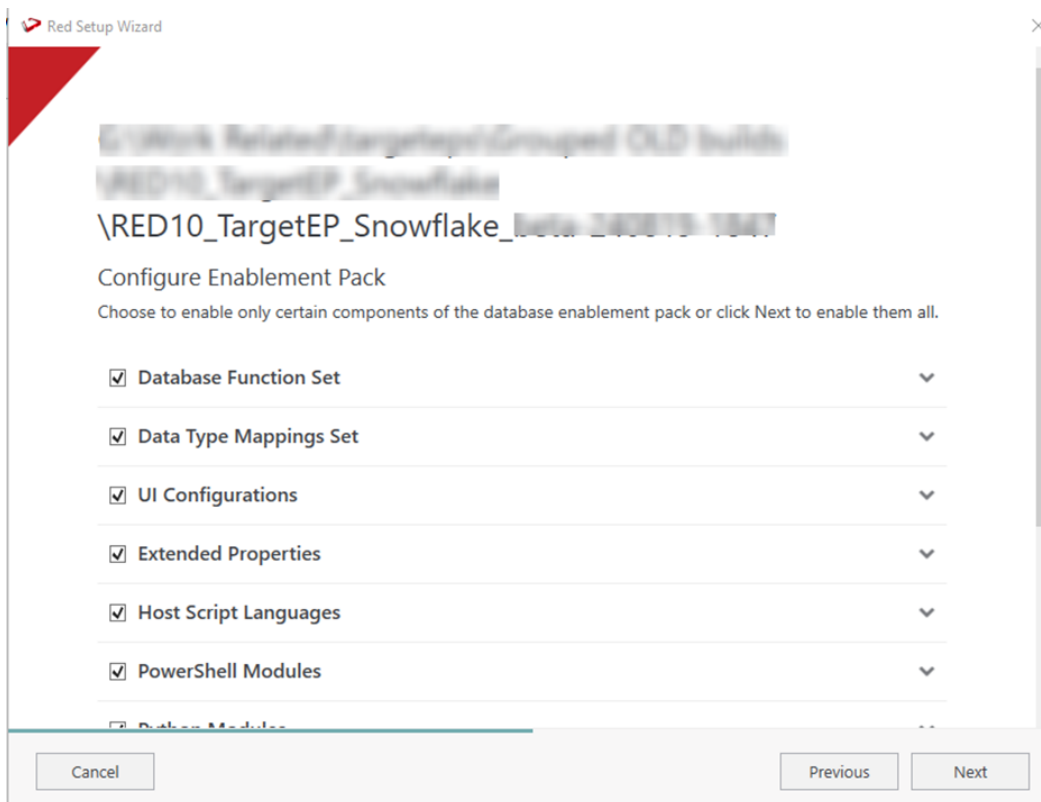 Red Setup Wizard
\RED10_TargetEP_Snowflake_
Configure Enablement Pack
Choose to enable only certain components of the database enablement pack or click Next to enable them all.
Database Function Set
Data Type Mappings Set
UI Configurations
Extended Properties
Host Script Languages
PowerShell Modules
Python Modules
Cancel
Previous
Next